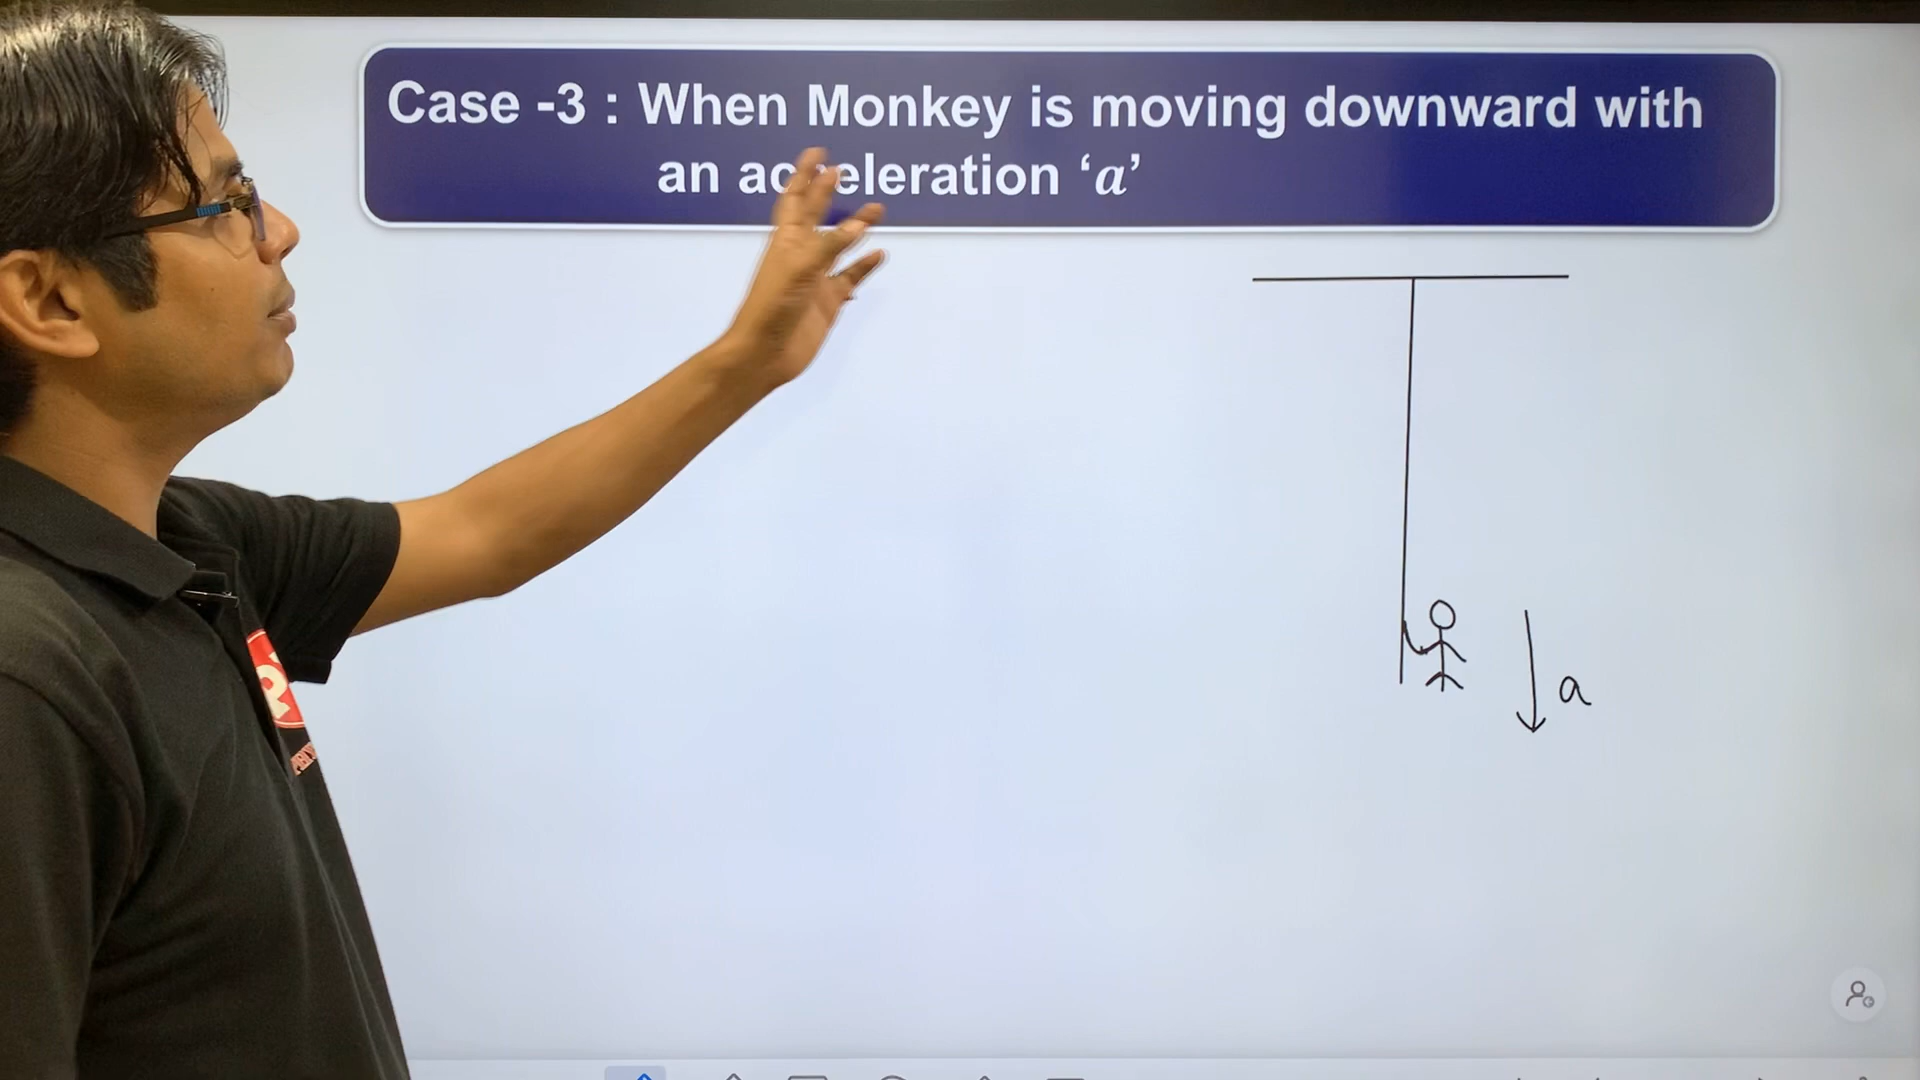 Case -3 : When Monkey is moving downward with
an acceleration ‘a’
a